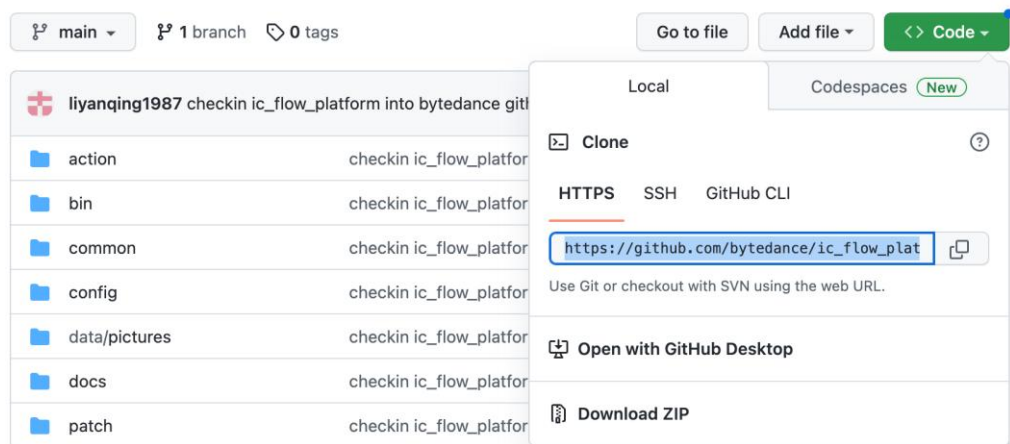 main 1 branch 0 tags Go to file Add file <> Code
liyanqing1987 checkin ic_flow_platform into bytedance gith
action checkin ic_flow_platfor
bin checkin ic_flow_platfor
common checkin ic_flow_platfor
config checkin ic_flow_platfor
data/pictures checkin ic_flow_platfor
docs checkin ic_flow_platfor
patch checkin ic_flow_platfor
Local Codespaces New
Clone
HTTPS SSH GitHub CLI
https://github.com/bytedance/ic_flow_plat
Use Git or checkout with SVN using the web URL.
Open with GitHub Desktop
Download ZIP